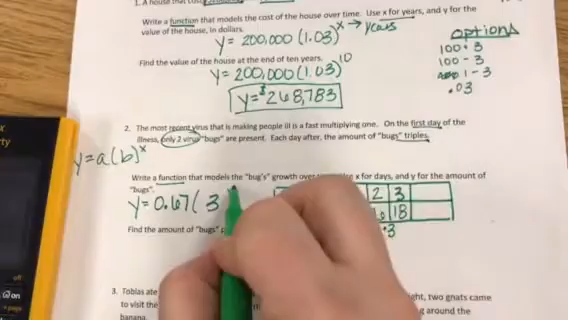 1. A house that cost
Write a function that models the cost of the house over time. Use x for years, and y for the
value of the house, in dollars.
y = 200,000 (1.03)^x → years
Find the value of the house at the end of ten years.
y = 200,000 (1.03)^10
y = $268,783
options
100 + 3
100 - 3
1 - 3
.03
2. The most recent virus that is making people ill is a fast multiplying one. On the first day of the
illness, only 2 virus "bugs" are present. Each day after, the amount of "bugs" triples.
y = a(b)^x
Write a function that models the "bug's" growth over x for days, and y for the amount of
"bugs".
y = 0.67(3
2 3
18
Find the amount of "bugs"
.3
3. Tobias ate
ght, two gnats came
to visit the
g around the
banana.
off
on